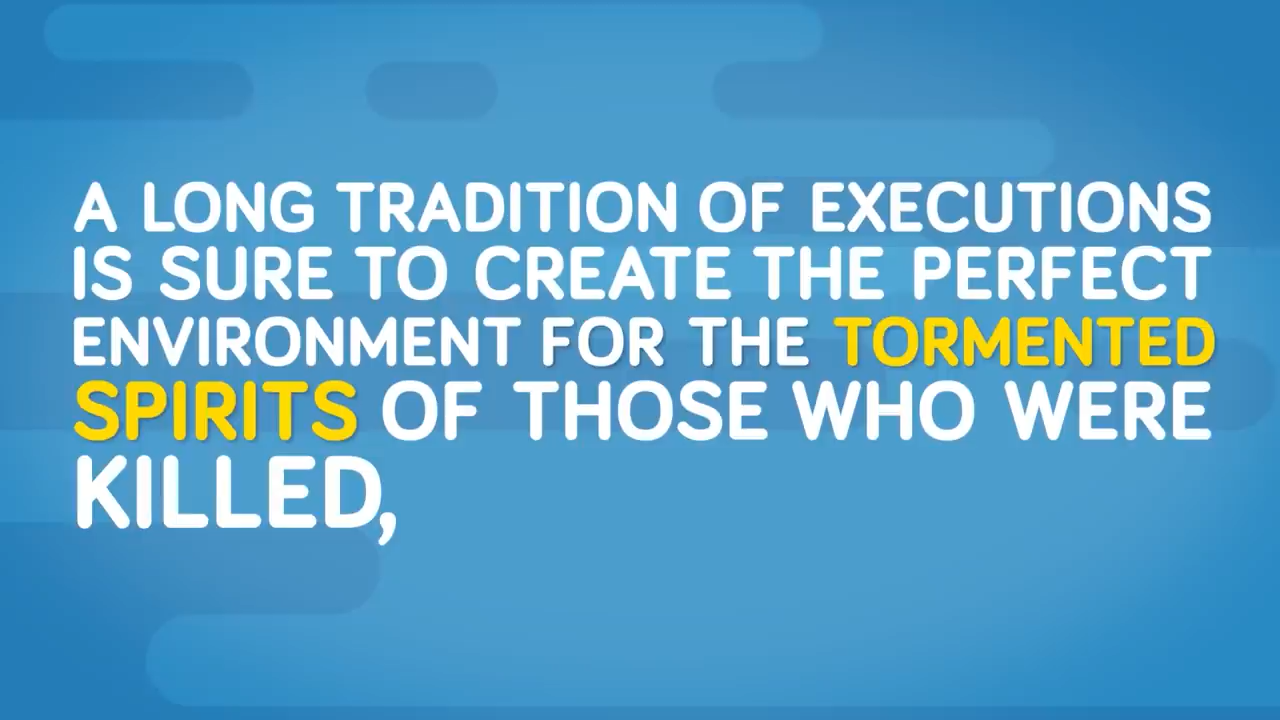 A LONG TRADITION OF EXECUTIONS
IS SURE TO CREATE THE PERFECT
ENVIRONMENT FOR THE TORMENTED
SPIRITS OF THOSE WHO WERE
KILLED,